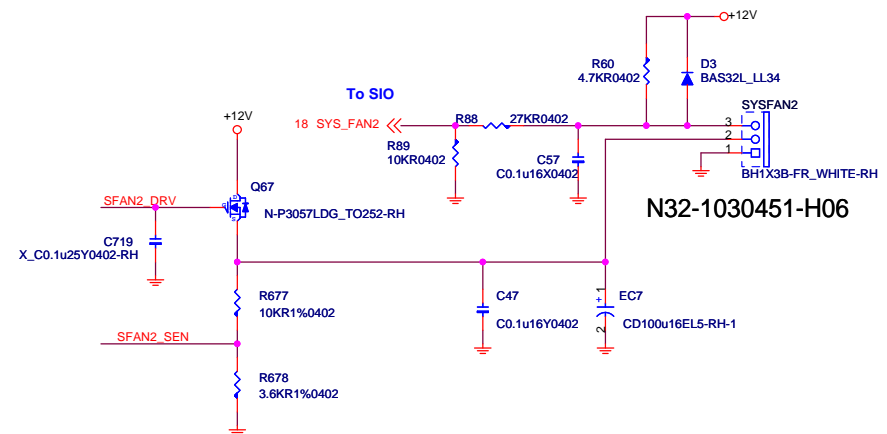 +12V
R60
4.7KR0402
D3
BAS32L_LL34
To SIO
SYSFAN2
18 SYS_FAN2
R88
27KR0402
3
2
1
+12V
R89
10KR0402
C57
C0.1u16X0402
BH1X3B-FR_WHITE-RH
Q67
SFAN2_DRV
N-P3057LDG_TO252-RH
N32-1030451-H06
C719
X_C0.1u25Y0402-RH
R677
10KR1%0402
C47
C0.1u16Y0402
1
+
EC7
2
CD100u16EL5-RH-1
SFAN2_SEN
R678
3.6KR1%0402